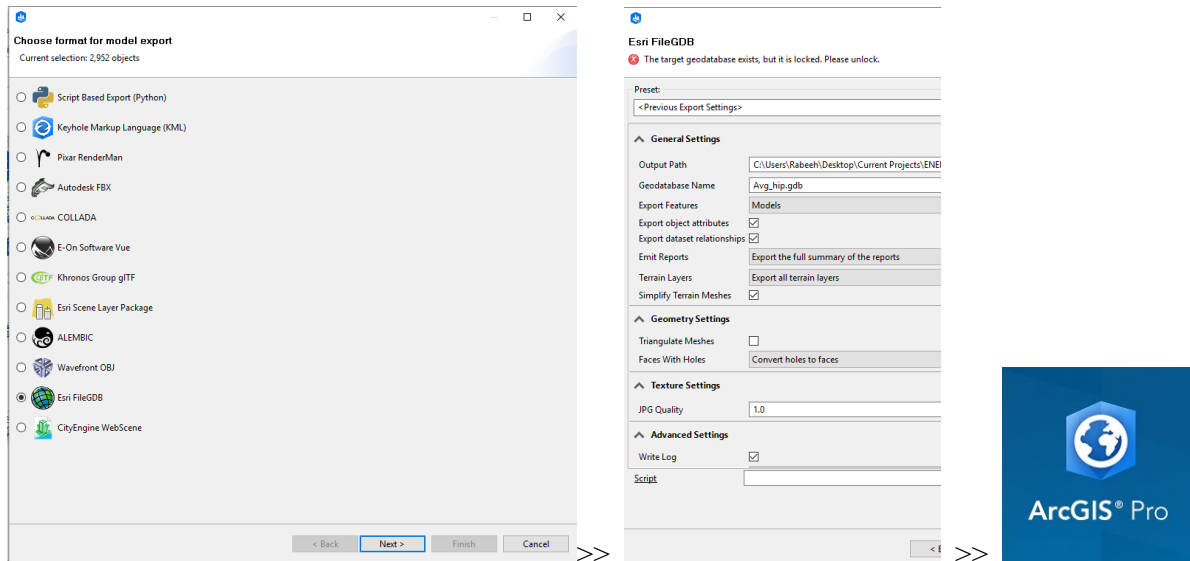 Choose format for model export
Current selection: 2,952 objects
Script Based Export (Python)
Keyhole Markup Language (KML)
Pixar RenderMan
Autodesk FBX
COLLADA COLLADA
E-On Software Vue
glTF Khronos Group glTF
Esri Scene Layer Package
ALEMBIC
Wavefront OBJ
Esri FileGDB
CityEngine WebScene
< Back Next > Finish Cancel
>>
Esri FileGDB
The target geodatabase exists, but it is locked. Please unlock.
Preset:
<Previous Export Settings>
General Settings
Output Path C:\Users\Rabeeh\Desktop\Current Projects\ENE
Geodatabase Name Avg_hip.gdb
Export Features Models
Export object attributes
Export dataset relationships
Emit Reports Export the full summary of the reports
Terrain Layers Export all terrain layers
Simplify Terrain Meshes
Geometry Settings
Triangulate Meshes
Faces With Holes Convert holes to faces
Texture Settings
JPG Quality 1.0
Advanced Settings
Write Log
Script
<
>>
ArcGIS® Pro